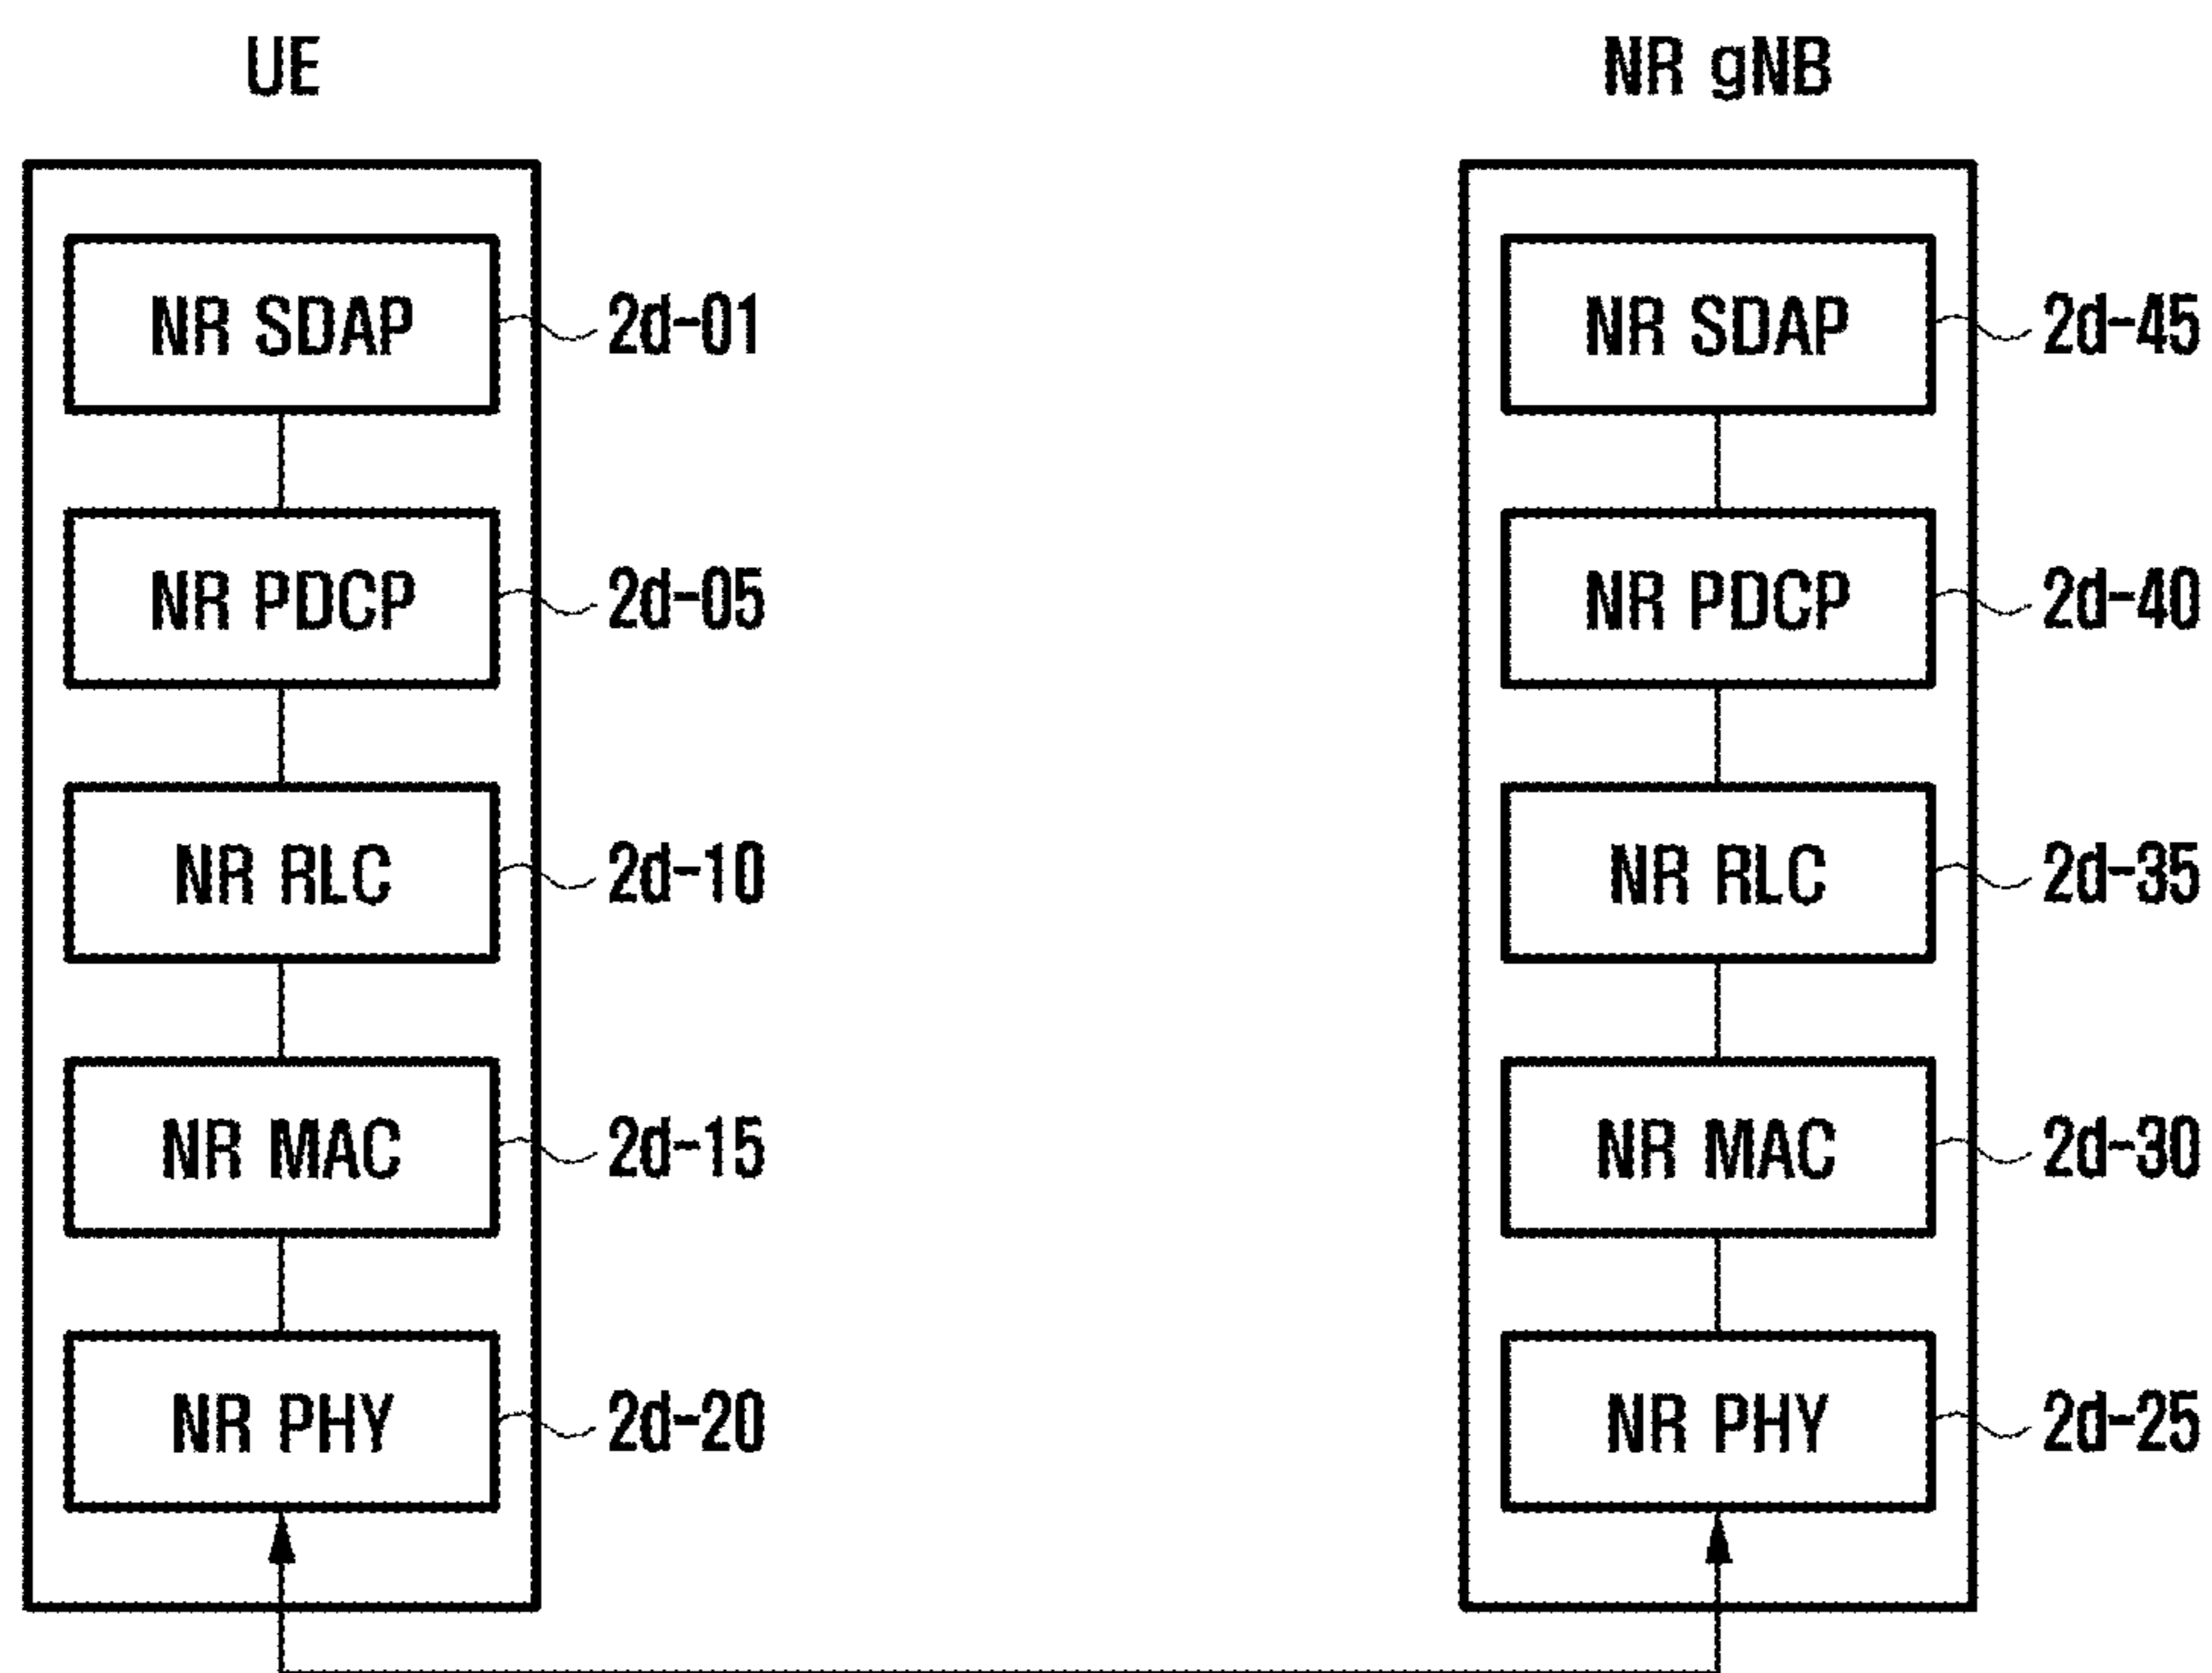 UE
NR gNB
NR SDAP 2d-01
NR SDAP 2d-45
NR PDCP 2d-05
NR PDCP 2d-40
NR RLC 2d-10
NR RLC 2d-35
NR MAC 2d-15
NR MAC 2d-30
NR PHY 2d-20
NR PHY 2d-25